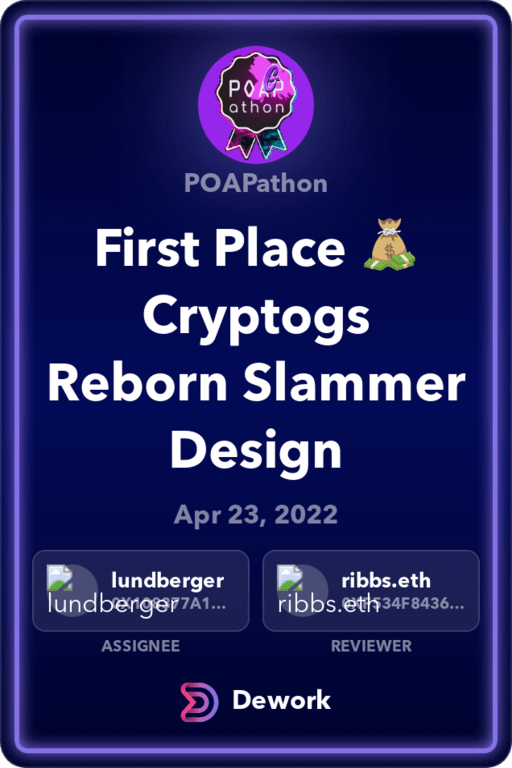 POAP
athon
POAPathon
First Place 💰
Cryptogs
Reborn Slammer
Design
Apr 23, 2022
lundberger
lundberger
ribbs.eth
ribbs.eth
ASSIGNEE
REVIEWER
Dework